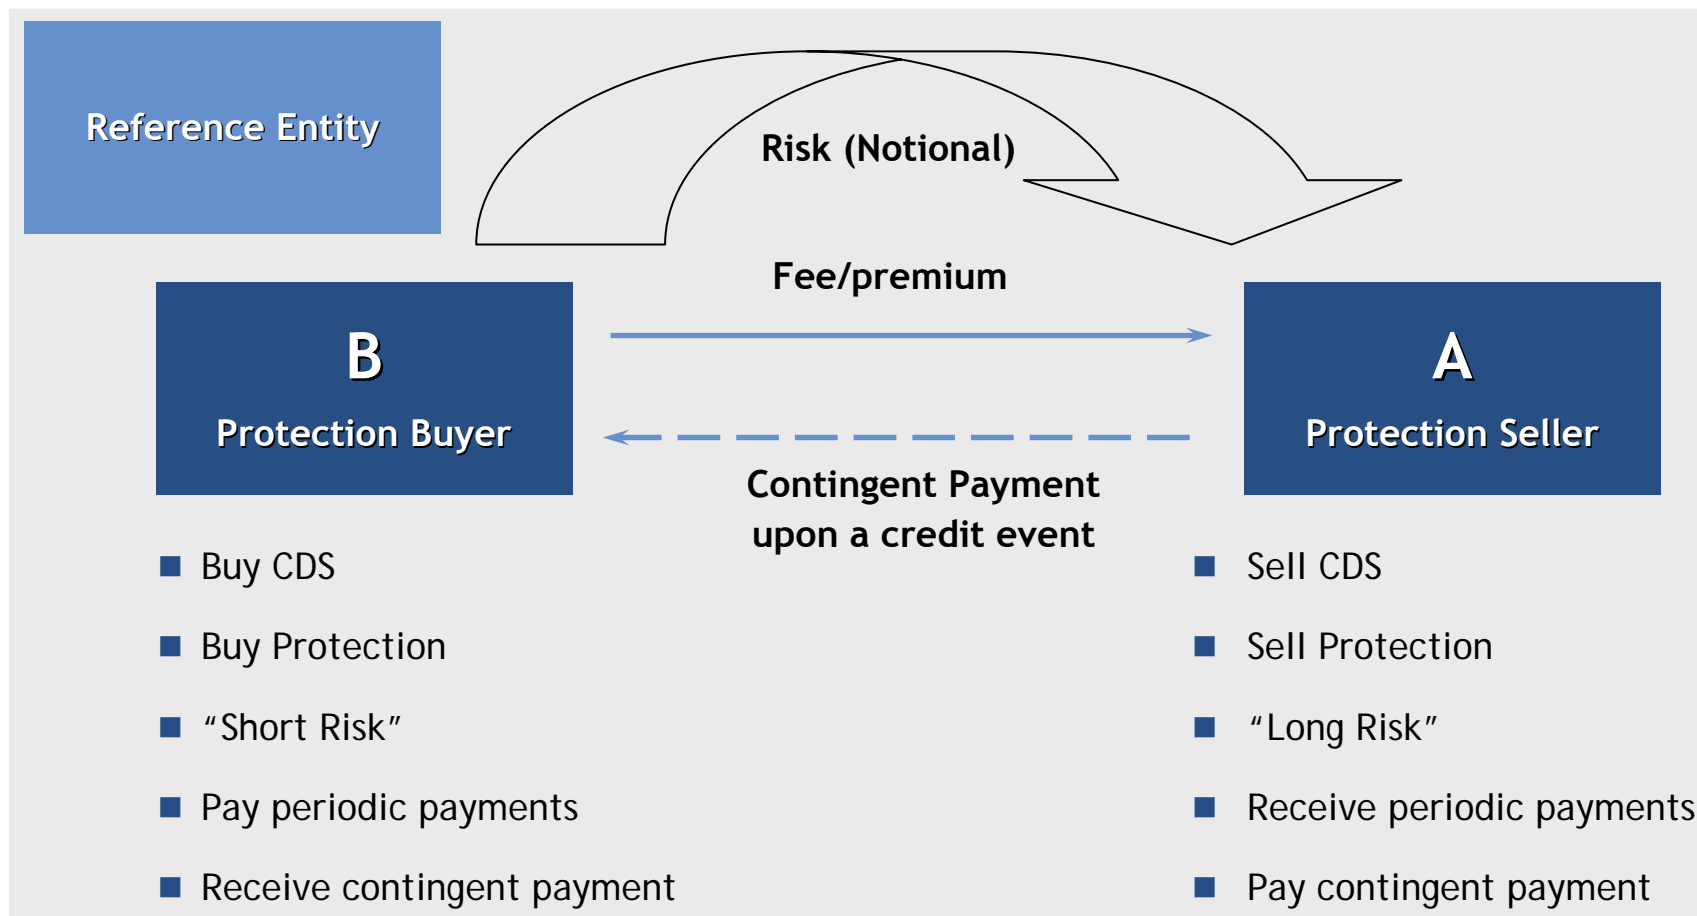 Reference Entity
Risk (Notional)
Fee/premium
B
Protection Buyer
A
Protection Seller
Contingent Payment
upon a credit event
Buy CDS
Buy Protection
“Short Risk”
Pay periodic payments
Receive contingent payment
Sell CDS
Sell Protection
“Long Risk”
Receive periodic payments
Pay contingent payment